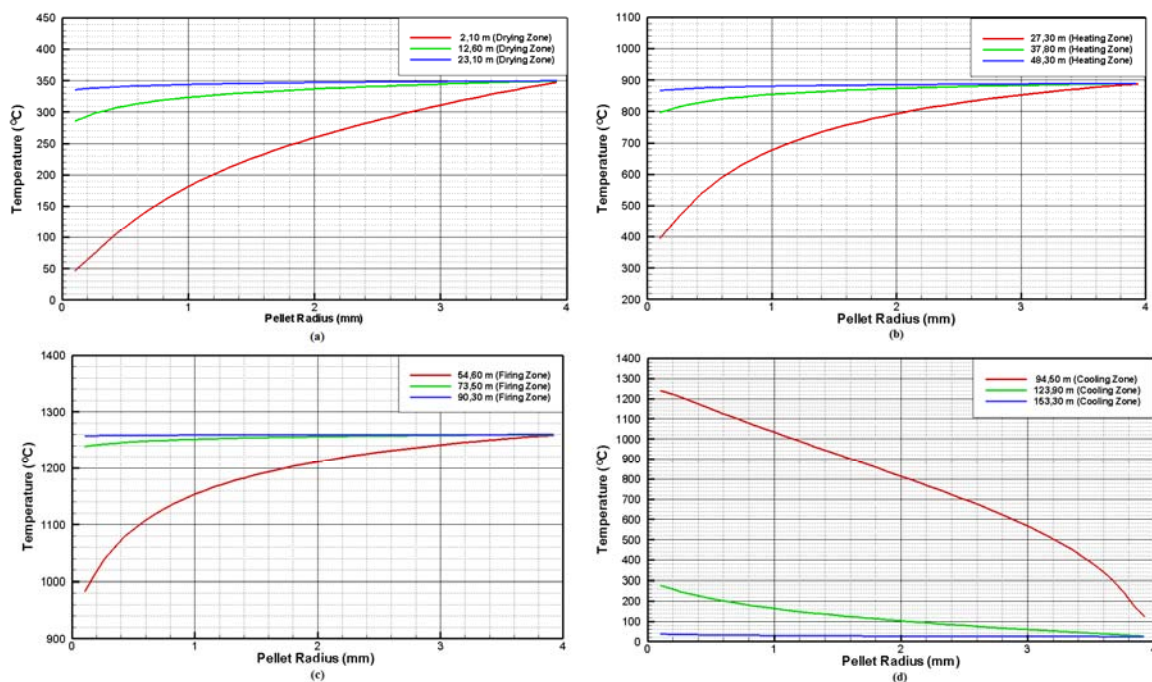 450
400
350
300
250
200
150
100
50
0
Temperature (°C)
2,10 m (Drying Zone)
12,60 m (Drying Zone)
23,10 m (Drying Zone)
0 1 2 3 4
Pellet Radius (mm)
(a)
1100
1000
900
800
700
600
500
400
300
200
Temperature (°C)
27,30 m (Heating Zone)
37,80 m (Heating Zone)
48,30 m (Heating Zone)
0 1 2 3 4
Pellet Radius (mm)
(b)
1400
1300
1200
1100
1000
900
Temperature (°C)
54,60 m (Firing Zone)
73,50 m (Firing Zone)
90,30 m (Firing Zone)
0 1 2 3 4
Pellet Radius (mm)
(c)
1400
1300
1200
1100
1000
900
800
700
600
500
400
300
200
100
0
Temperature (°C)
94,50 m (Cooling Zone)
123,90 m (Cooling Zone)
153,30 m (Cooling Zone)
0 1 2 3 4
Pellet Radius (mm)
(d)